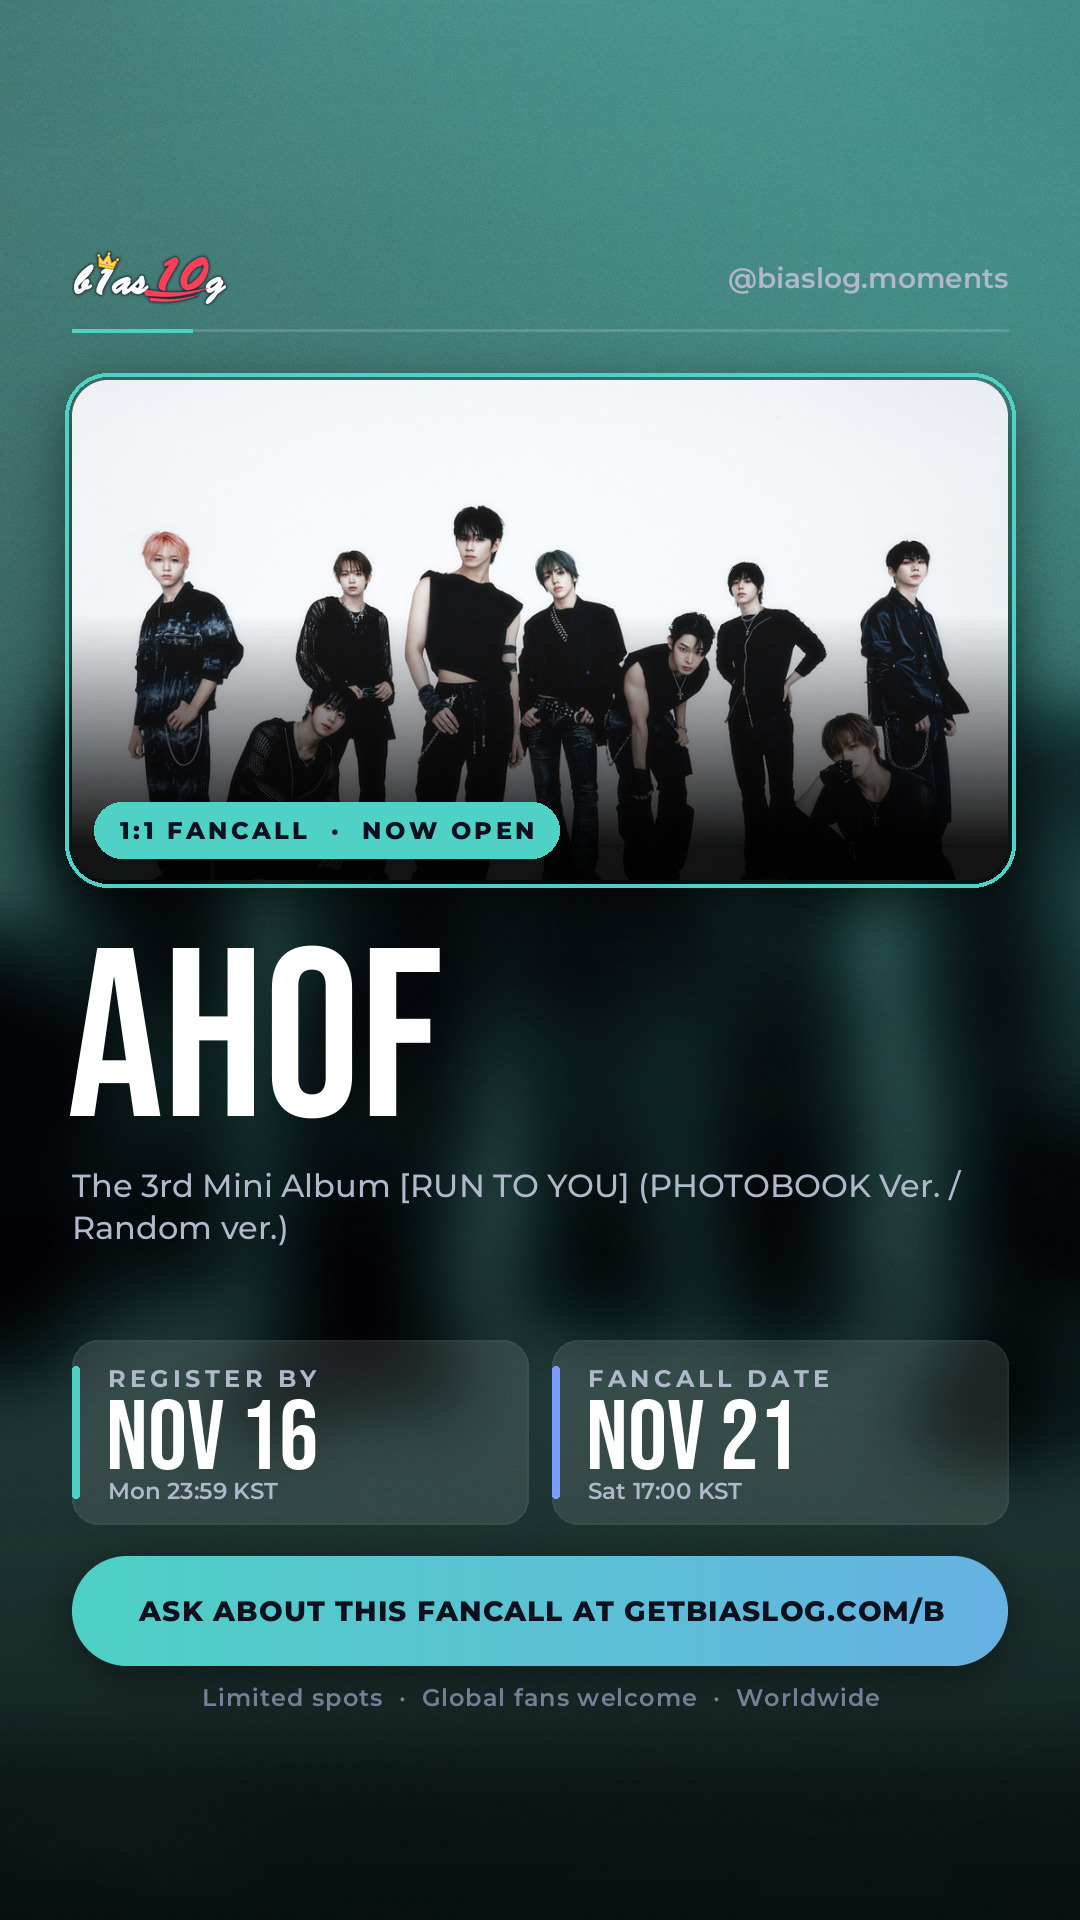 b1as10g
@biaslog.moments
1:1 FANCALL · NOW OPEN
AHOF
The 3rd Mini Album [RUN TO YOU] (PHOTOBOOK Ver. /
Random ver.)
REGISTER BY
NOV 16
Mon 23:59 KST
FANCALL DATE
NOV 21
Sat 17:00 KST
ASK ABOUT THIS FANCALL AT GETBIASLOG.COM/B
Limited spots · Global fans welcome · Worldwide